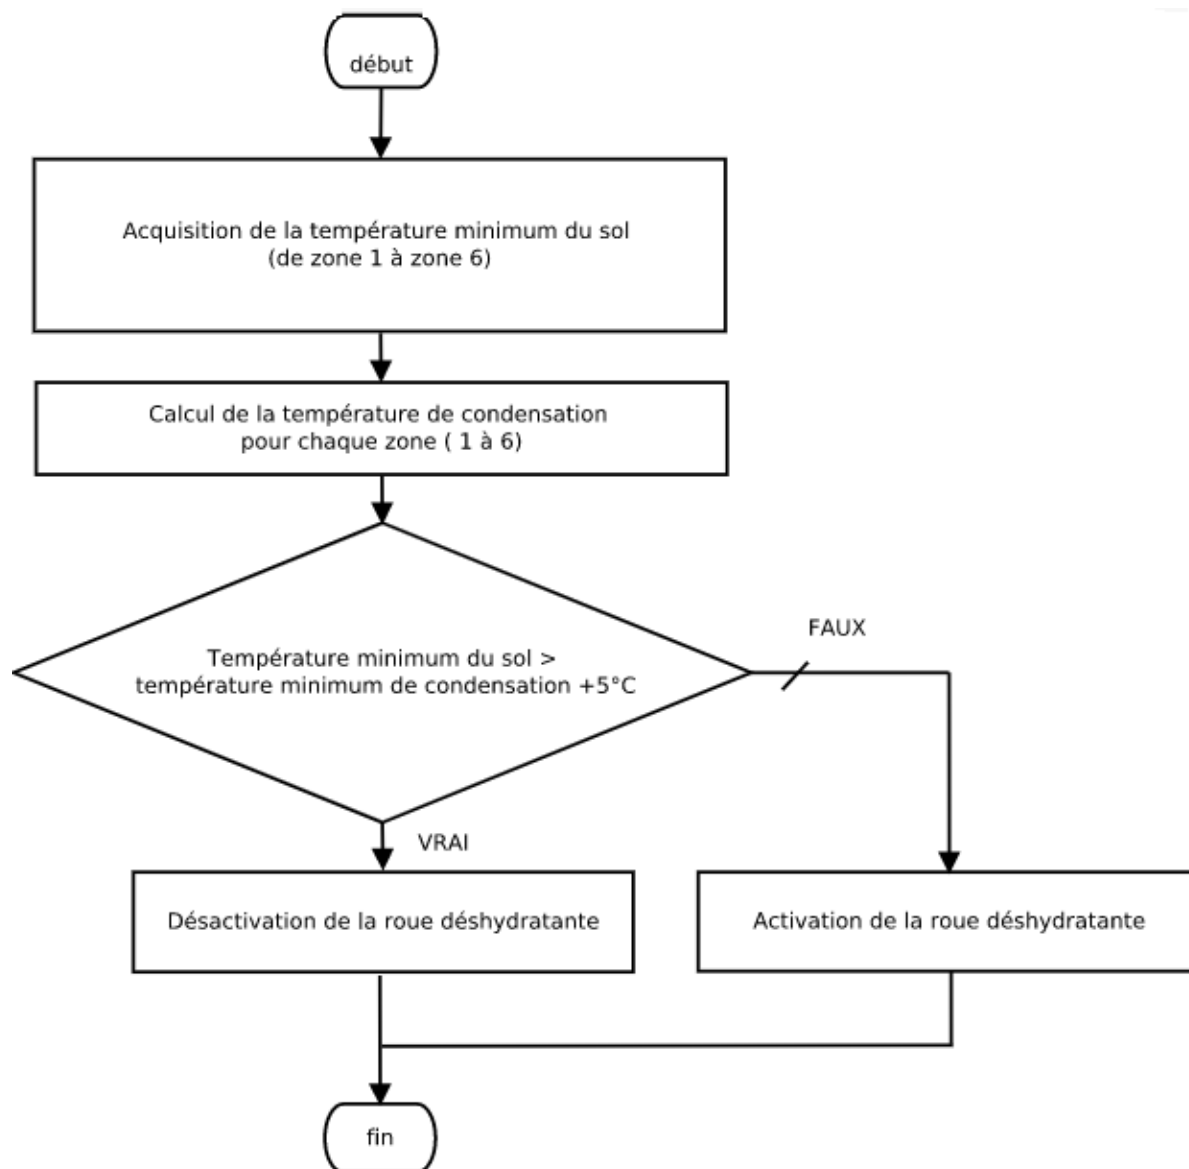 début
Acquisition de la température minimum du sol
(de zone 1 à zone 6)
Calcul de la température de condensation
pour chaque zone ( 1 à 6)
Température minimum du sol >
température minimum de condensation +5°C
FAUX
VRAI
Désactivation de la roue déshydratante
Activation de la roue déshydratante
fin